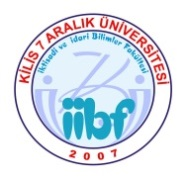 KİLİS 7 ARALIK ÜNİVERSİTESİ
İktisadi ve İdari Bilimler Fakültesi
iibf
2007